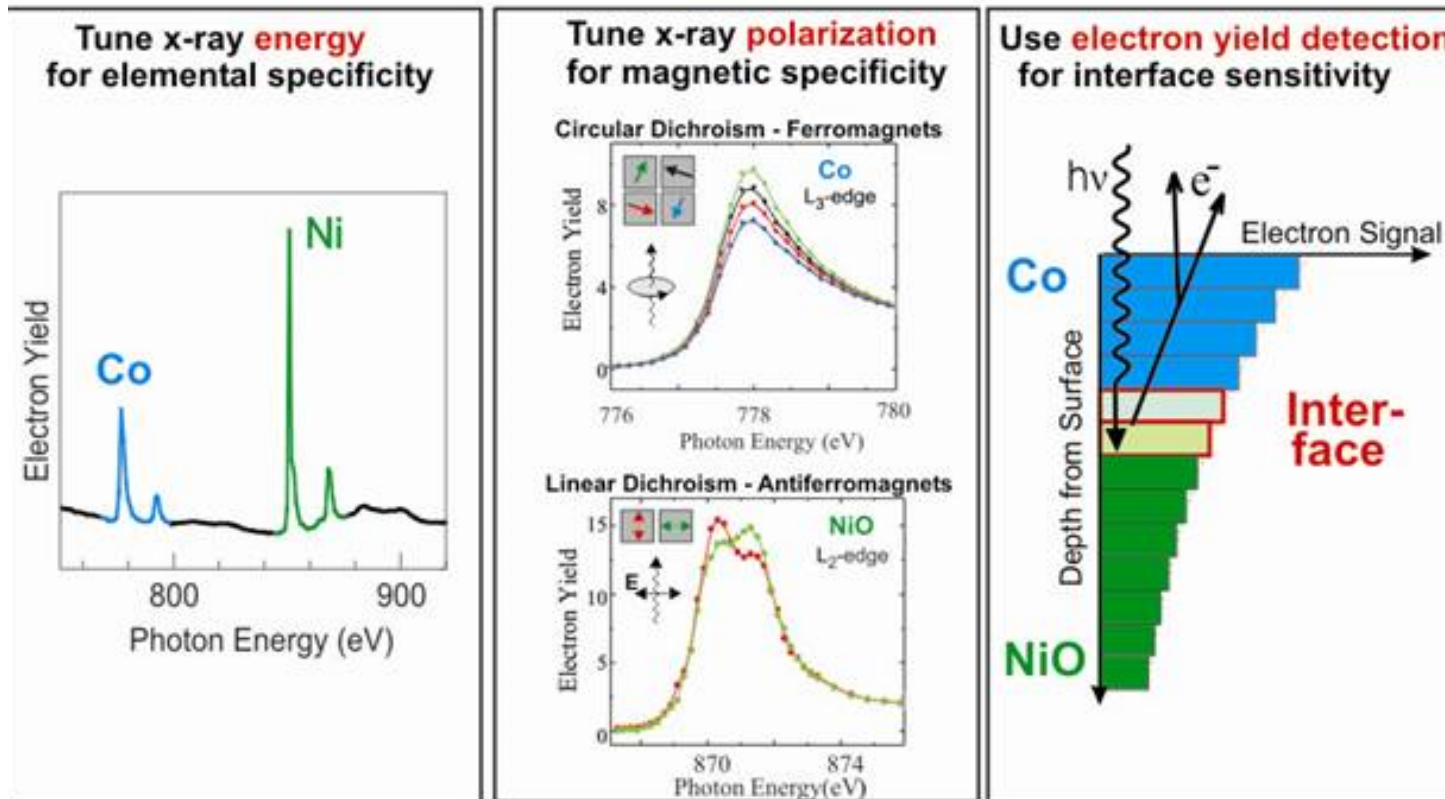 Tune x-ray energy
for elemental specificity
Ni
Co
Electron Yield
800
900
Photon Energy (eV)
Tune x-ray polarization
for magnetic specificity
Circular Dichroism - Ferromagnets
Co
L3-edge
8
4
0
Electron Yield
776
778
780
Photon Energy (eV)
Linear Dichroism - Antiferromagnets
NiO
L2-edge
E
15
10
5
0
Electron Yield
870
874
Photon Energy(eV)
Use electron yield detection
for interface sensitivity
hν
e-
Electron Signal
Co
Depth from Surface
Inter-
face
NiO